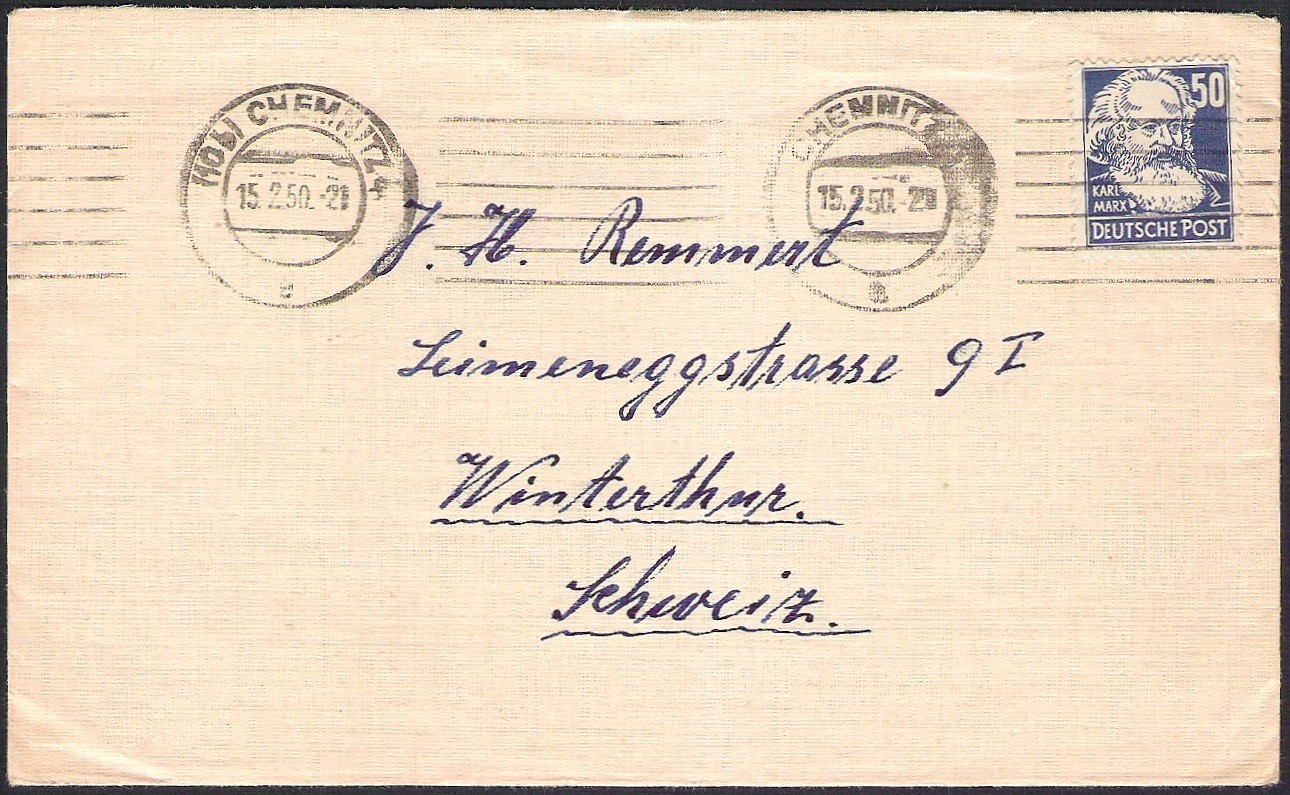 (10b) CHEMNITZ 4
15.2.50.-21
CHEMNITZ
15.2.50.-21
a
50
KARL
MARX
DEUTSCHE POST
J. H. Remmert
Leimeneggstrasse 9 I
Winterthur.
Schweiz.